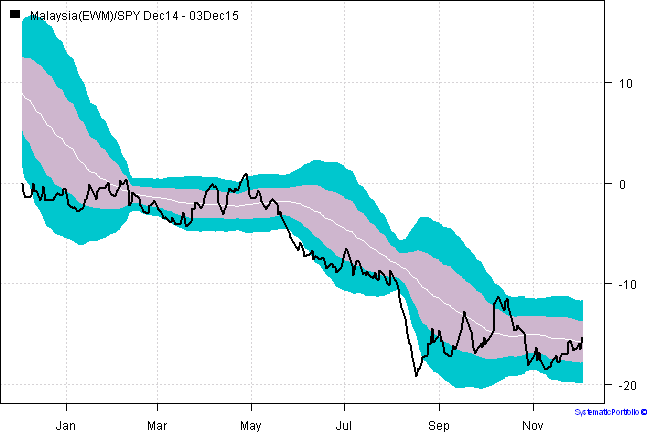 Malaysia(EWM)/SPY Dec14 - 03Dec15
10
0
-10
-20
Jan Mar May Jul Sep Nov
SystematicPortfolio ©